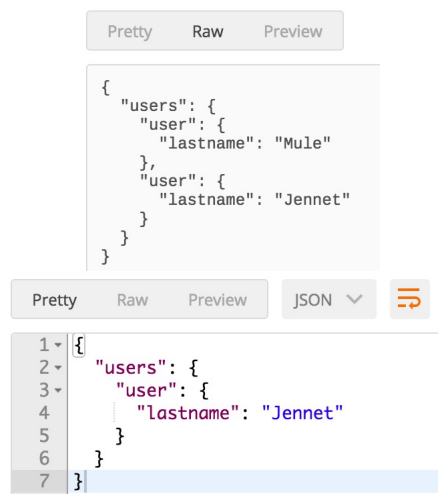 Pretty Raw Preview
{
  "users": {
    "user": {
      "lastname": "Mule"
    },
    "user": {
      "lastname": "Jennet"
    }
  }
}
Pretty Raw Preview JSON
1 {
2   "users": {
3     "user": {
4       "lastname": "Jennet"
5     }
6   }
7 }